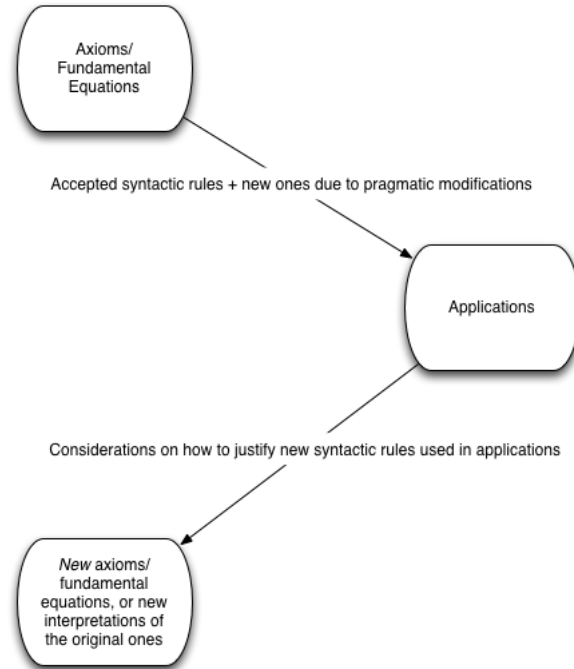 Axioms/
Fundamental
Equations
Accepted syntactic rules + new ones due to pragmatic modifications
Applications
Considerations on how to justify new syntactic rules used in applications
New axioms/
fundamental
equations, or new
interpretations of
the original ones